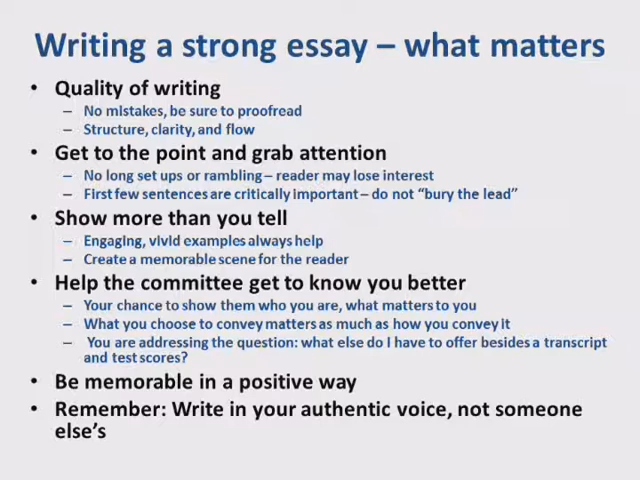 Writing a strong essay – what matters
• Quality of writing
– No mistakes, be sure to proofread
– Structure, clarity, and flow
• Get to the point and grab attention
– No long set ups or rambling – reader may lose interest
– First few sentences are critically important – do not “bury the lead”
• Show more than you tell
– Engaging, vivid examples always help
– Create a memorable scene for the reader
• Help the committee get to know you better
– Your chance to show them who you are, what matters to you
– What you choose to convey matters as much as how you convey it
– You are addressing the question: what else do I have to offer besides a transcript
and test scores?
• Be memorable in a positive way
• Remember: Write in your authentic voice, not someone
else’s